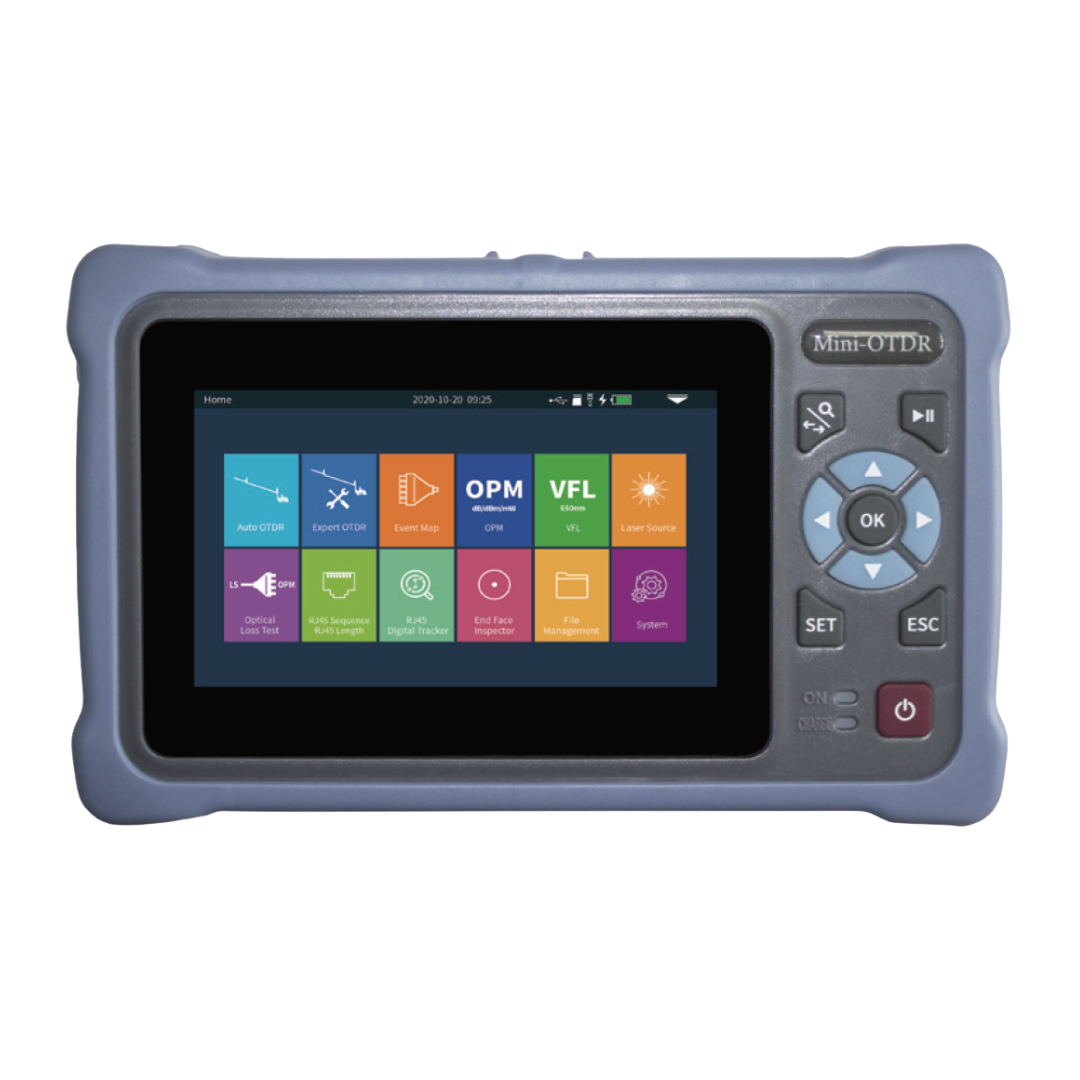 Mini-OTDR
Home
2020-10-20 09:25
Auto OTDR
Expert OTDR
Event Map
OPM
dB/dBm/mW
OPM
VFL
650nm
VFL
Laser Source
LS
OPM
Optical
Loss Test
RJ45 Sequence
RJ45 Length
RJ45
Digital Tracker
End Face
Inspector
File
Management
System
OK
SET
ESC
ON
CHARGE